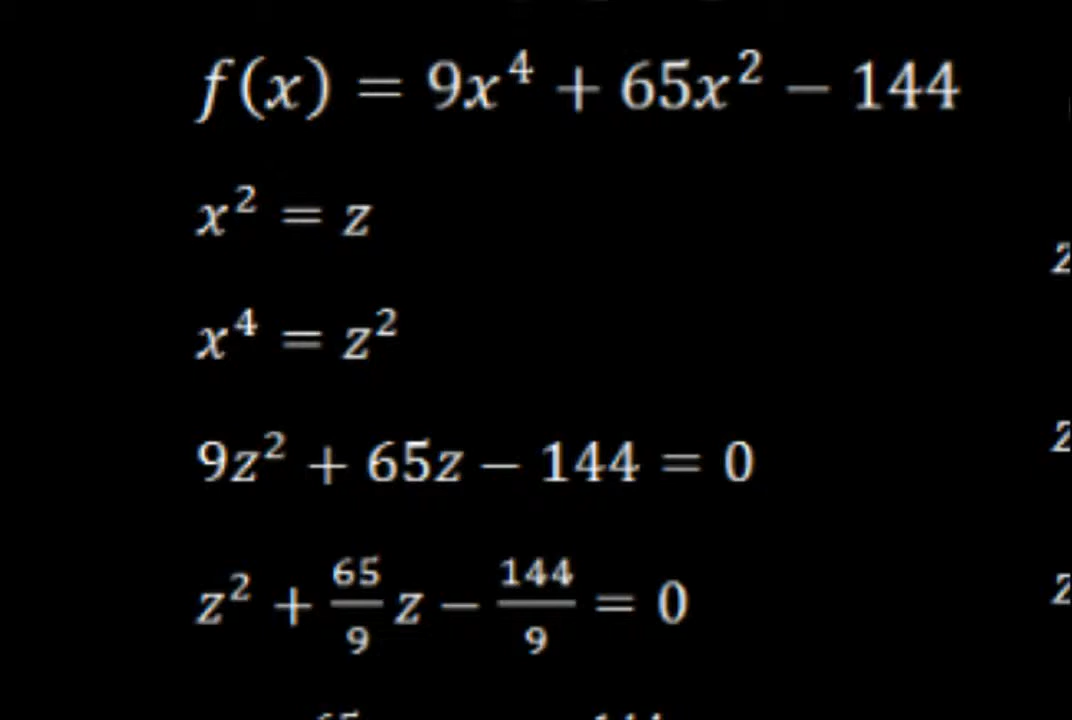 f(x) = 9x⁴ + 65x² − 144
x² = z
x⁴ = z²
9z² + 65z − 144 = 0
z² + 65/9 z − 144/9 = 0